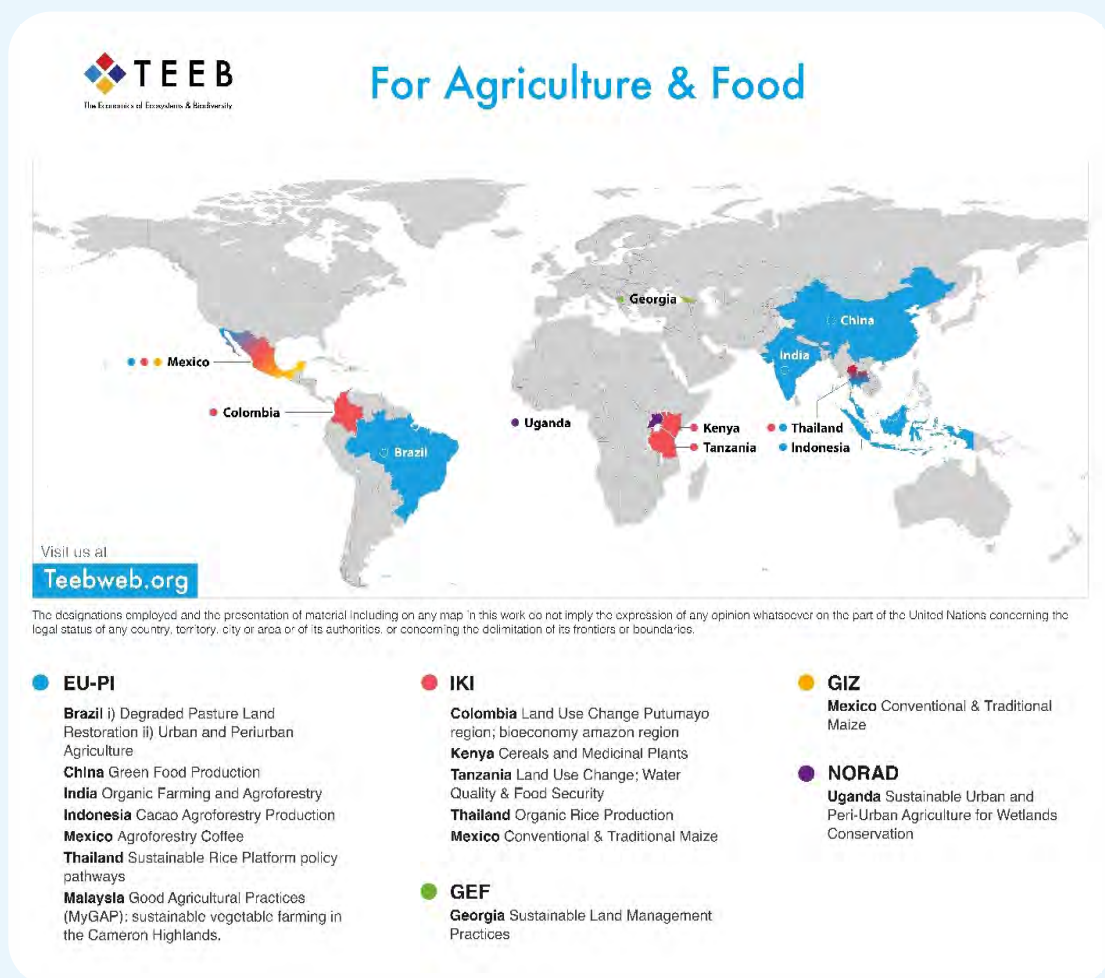 TEEB
The Economics of Ecosystems & Biodiversity
For Agriculture & Food
Georgia
China
India
Mexico
Colombia
Brazil
Uganda
Kenya
Tanzania
Thailand
Indonesia
Visit us at
Teebweb.org
The designations employed and the presentation of material including on any map in this work do not imply the expression of any opinion whatsoever on the part of the United Nations concerning the
legal status of any country, territory, city or area or of its authorities, or concerning the delimitation of its frontiers or boundaries.
EU-PI
Brazil i) Degraded Pasture Land
Restoration ii) Urban and Periurban
Agriculture
China Green Food Production
India Organic Farming and Agroforestry
Indonesia Cacao Agroforestry Production
Mexico Agroforestry Coffee
Thailand Sustainable Rice Platform policy
pathways
Malaysia Good Agricultural Practices
(MyGAP): sustainable vegetable farming in
the Cameron Highlands.
IKI
Colombia Land Use Change Putumayo
region; bioeconomy amazon region
Kenya Cereals and Medicinal Plants
Tanzania Land Use Change; Water
Quality & Food Security
Thailand Organic Rice Production
Mexico Conventional & Traditional Maize
GEF
Georgia Sustainable Land Management
Practices
GIZ
Mexico Conventional & Traditional
Maize
NORAD
Uganda Sustainable Urban and
Peri-Urban Agriculture for Wetlands
Conservation